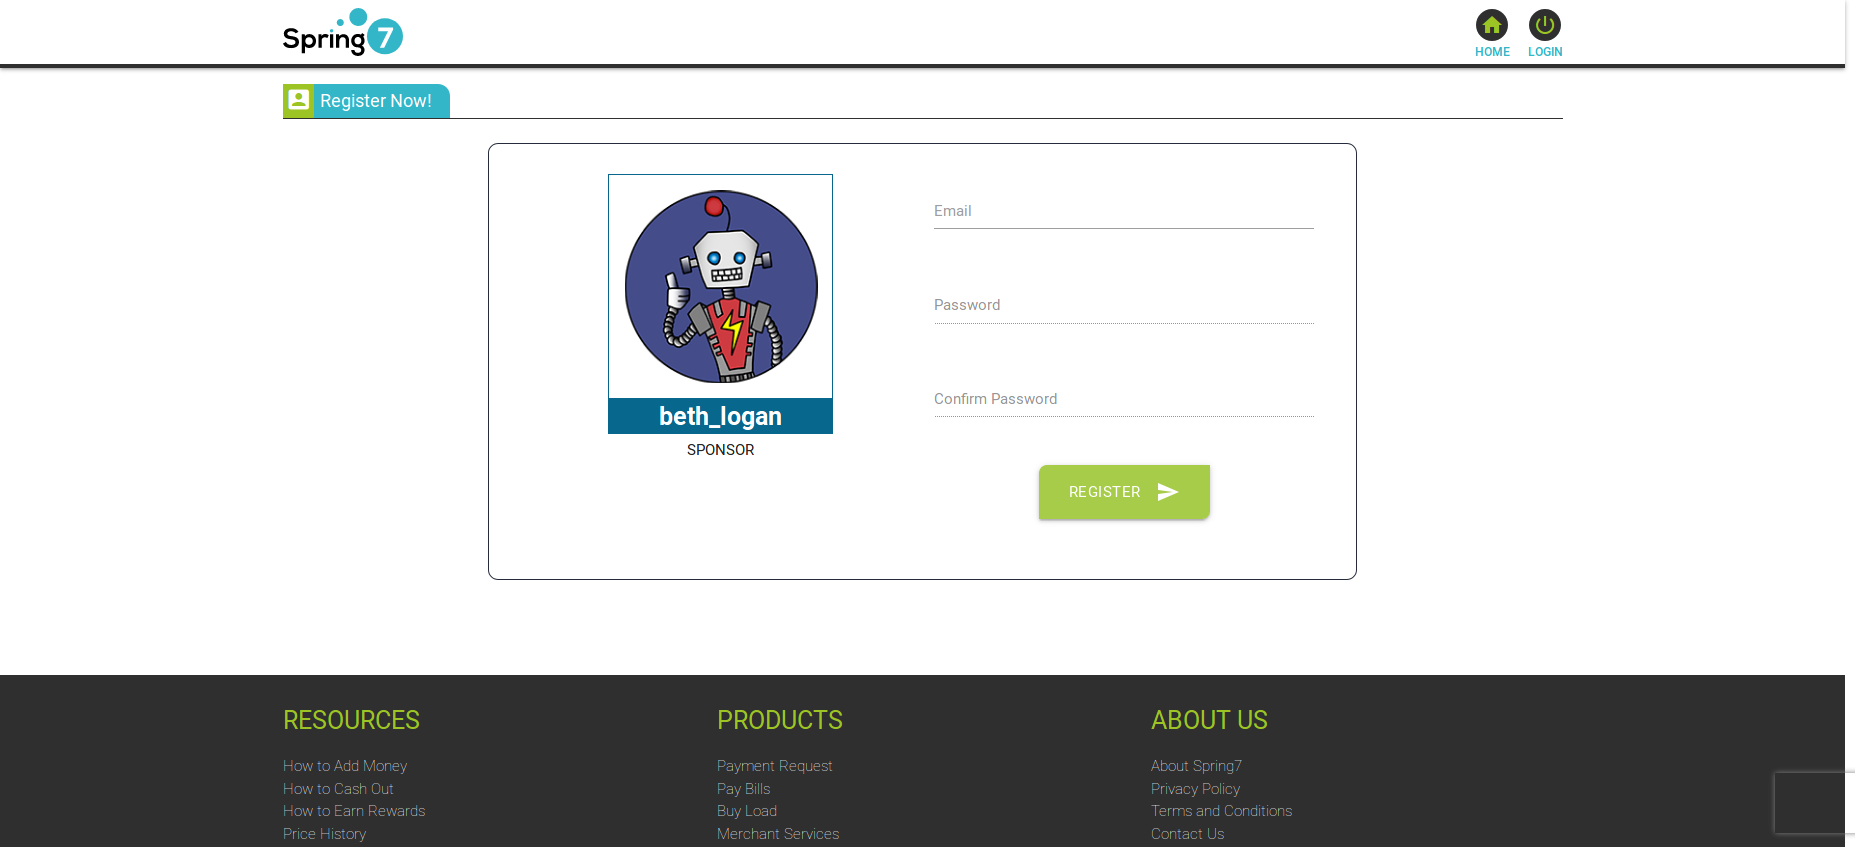 Spring7
HOME
LOGIN
Register Now!
Email
Password
Confirm Password
beth_logan
SPONSOR
REGISTER
RESOURCES
How to Add Money
How to Cash Out
How to Earn Rewards
Price History
PRODUCTS
Payment Request
Pay Bills
Buy Load
Merchant Services
ABOUT US
About Spring7
Privacy Policy
Terms and Conditions
Contact Us